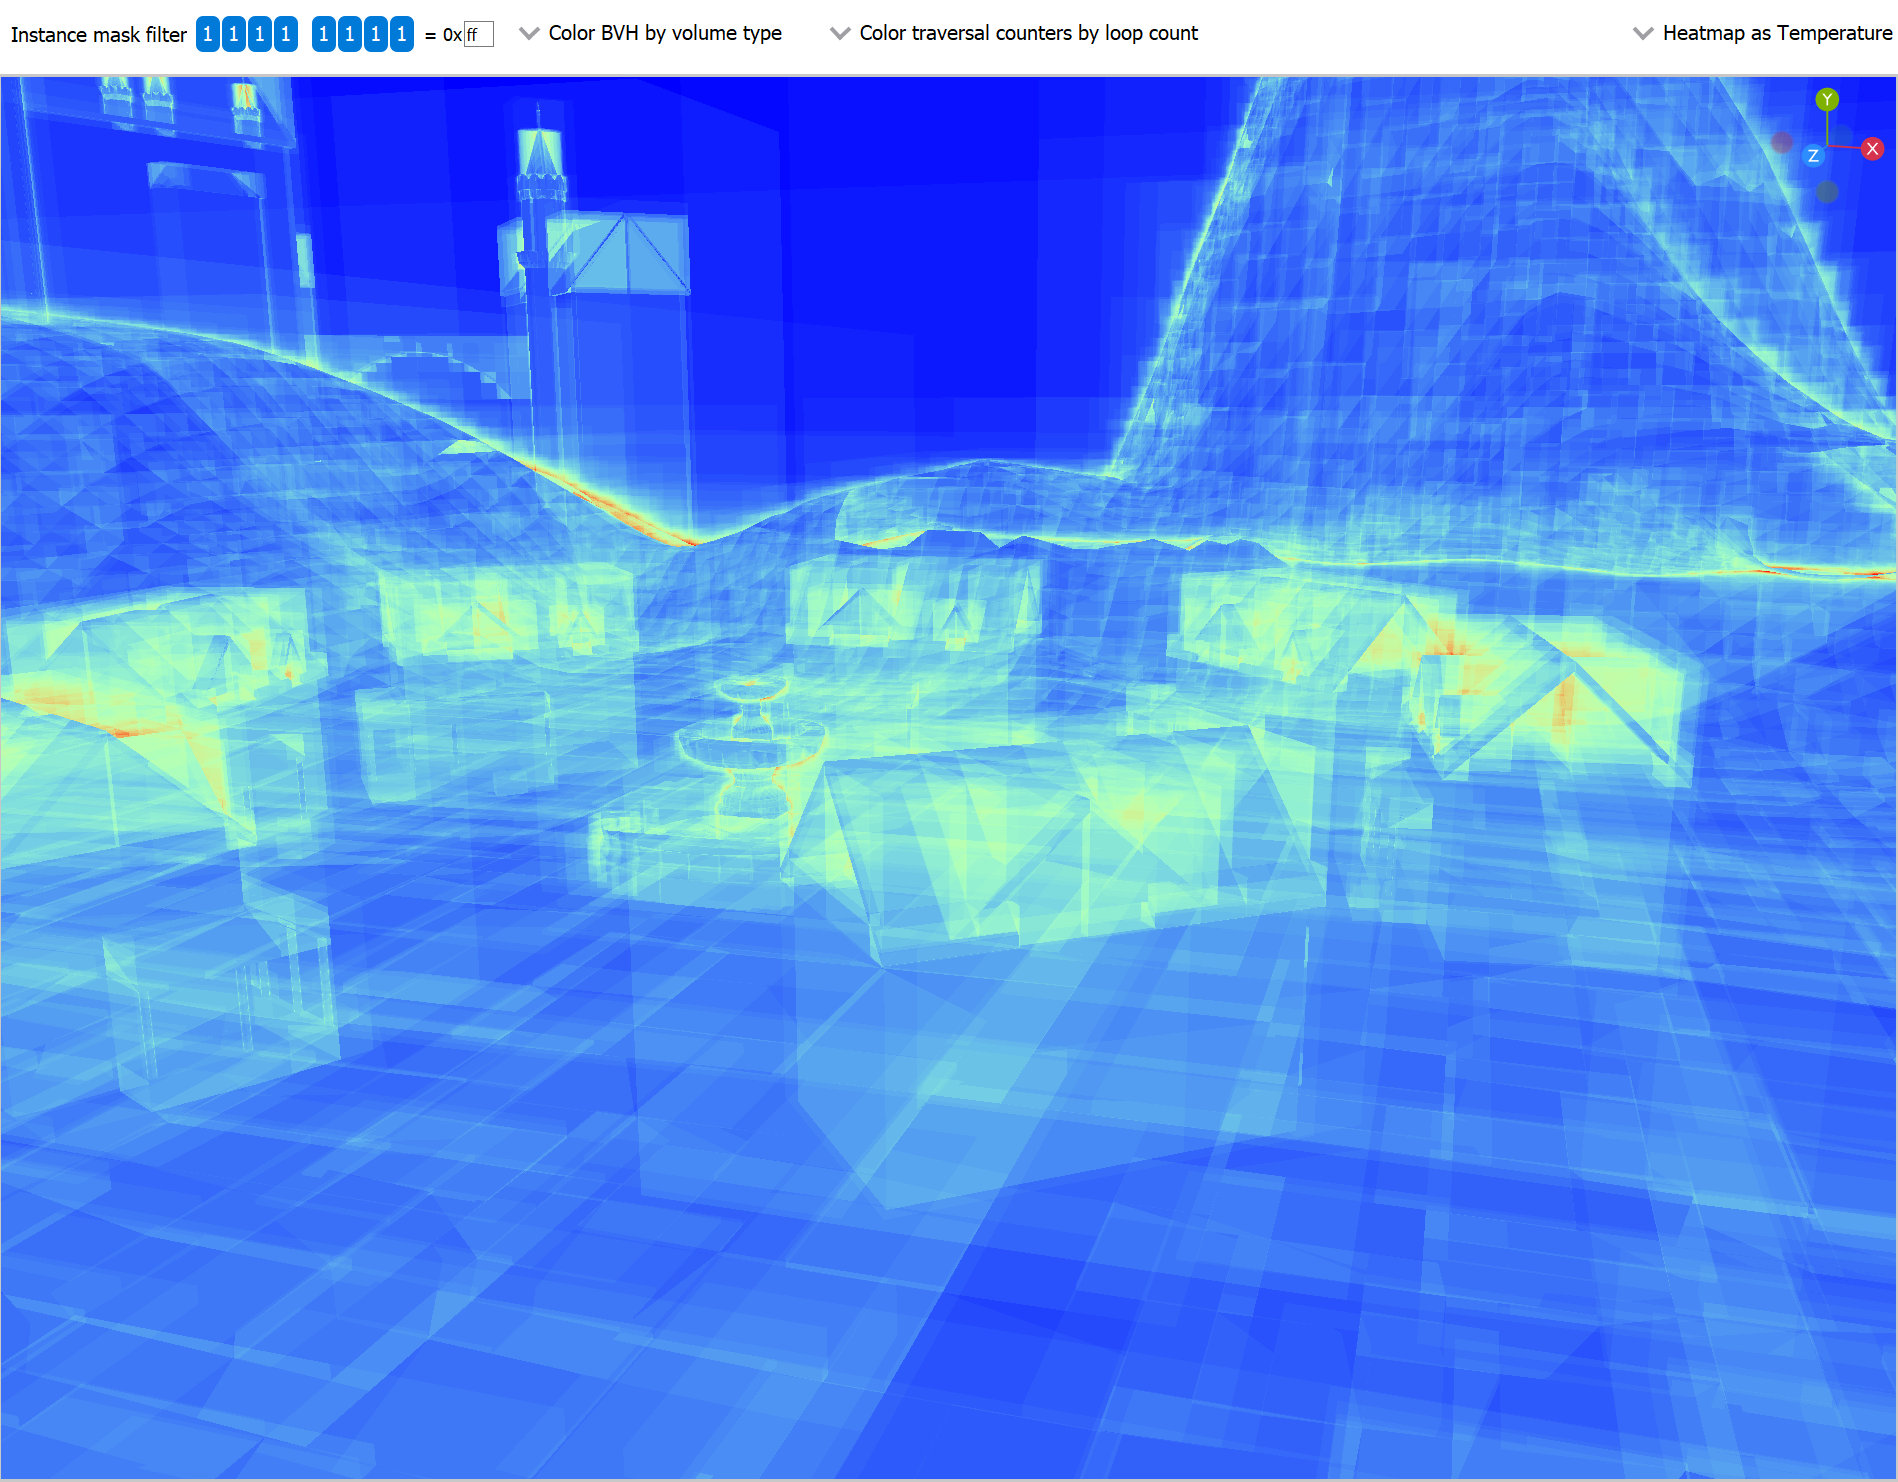 Instance mask filter 1 1 1 1 1 1 1 1 = 0x ff Color BVH by volume type Color traversal counters by loop count Heatmap as Temperature
Y
Z X